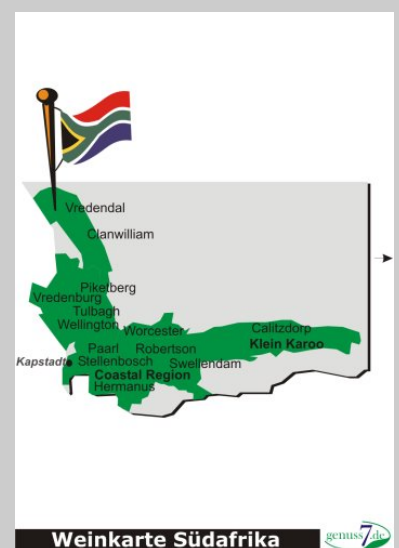 Vredendal
Clanwilliam
Piketberg
Vredenburg
Tulbagh
Wellington
Worcester
Calitzdorp
Klein Karoo
Paarl
Robertson
Kapstadt
Stellenbosch
Swellendam
Coastal Region
Hermanus
Weinkarte Südafrika
genuss7.de